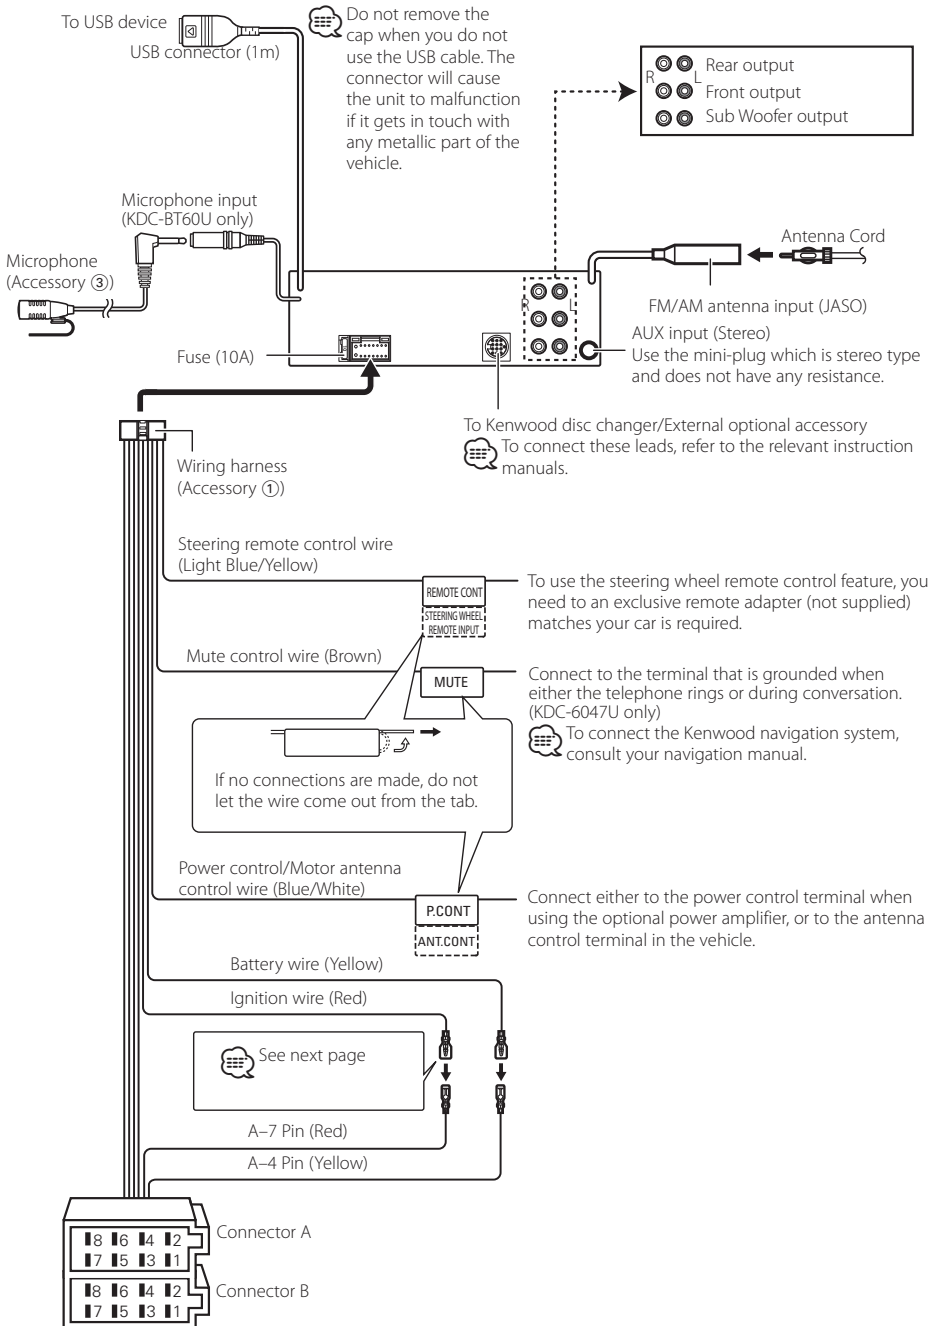 To USB device
USB connector (1m)
Do not remove the
cap when you do not
use the USB cable. The
connector will cause
the unit to malfunction
if it gets in touch with
any metallic part of the
vehicle.
R
L
Rear output
Front output
Sub Woofer output
Microphone input
(KDC-BT60U only)
Microphone
(Accessory ③)
Antenna Cord
FM/AM antenna input (JASO)
R
L
AUX input (Stereo)
Use the mini-plug which is stereo type
and does not have any resistance.
Fuse (10A)
To Kenwood disc changer/External optional accessory
To connect these leads, refer to the relevant instruction
manuals.
Wiring harness
(Accessory ①)
Steering remote control wire
(Light Blue/Yellow)
REMOTE CONT
STEERING WHEEL
REMOTE INPUT
To use the steering wheel remote control feature, you
need to an exclusive remote adapter (not supplied)
matches your car is required.
Mute control wire (Brown)
MUTE
Connect to the terminal that is grounded when
either the telephone rings or during conversation.
(KDC-6047U only)
To connect the Kenwood navigation system,
consult your navigation manual.
If no connections are made, do not
let the wire come out from the tab.
Power control/Motor antenna
control wire (Blue/White)
P.CONT
ANT.CONT
Connect either to the power control terminal when
using the optional power amplifier, or to the antenna
control terminal in the vehicle.
Battery wire (Yellow)
Ignition wire (Red)
See next page
A–7 Pin (Red)
A–4 Pin (Yellow)
Connector A
8 6 4 2
7 5 3 1
Connector B
8 6 4 2
7 5 3 1